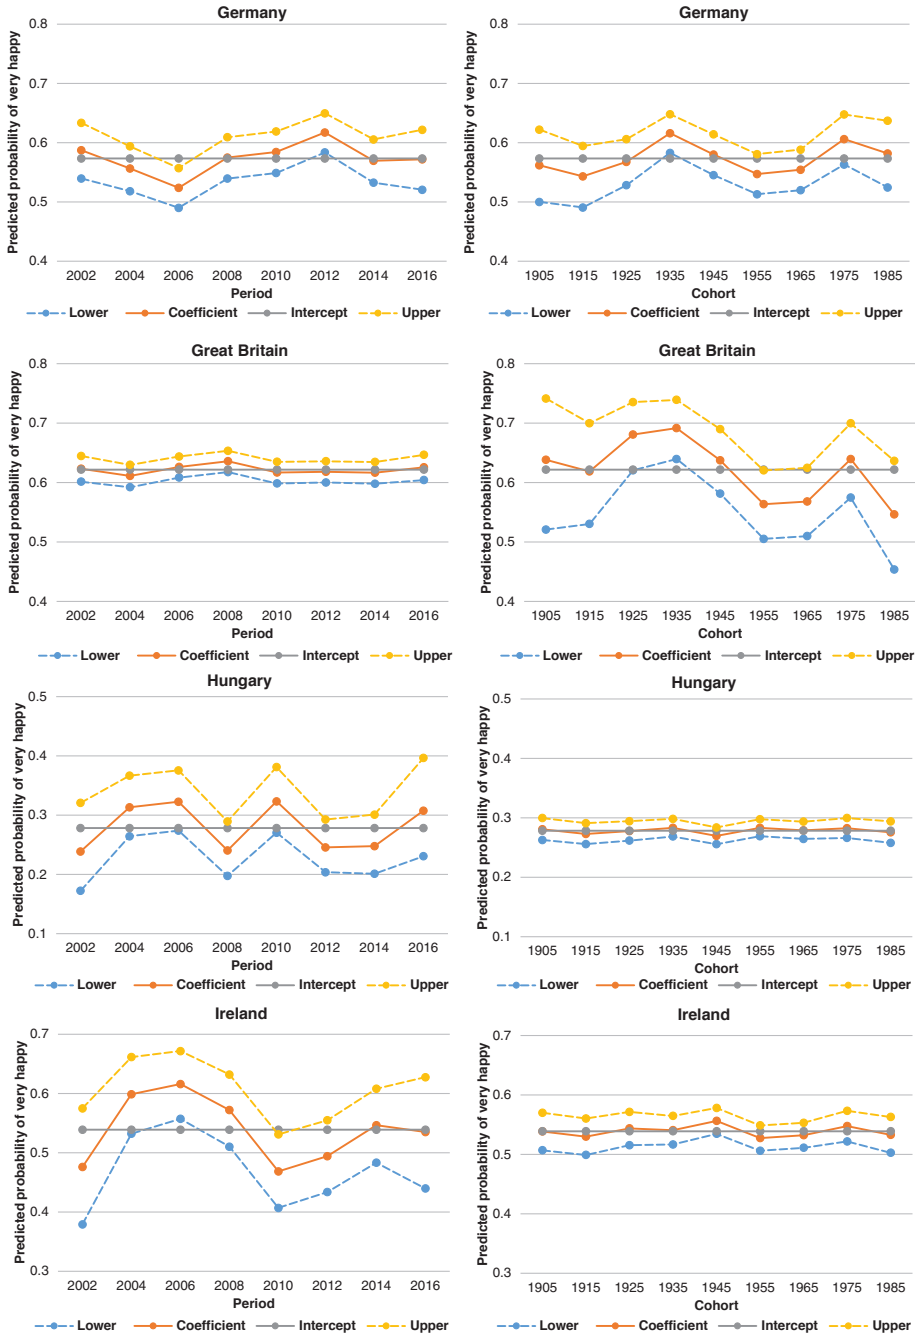 Germany
Predicted probability of very happy
0.8
0.7
0.6
0.5
0.4
2002 2004 2006 2008 2010 2012 2014 2016
Period
Lower Coefficient Intercept Upper
Germany
Predicted probability of very happy
0.8
0.7
0.6
0.5
0.4
1905 1915 1925 1935 1945 1955 1965 1975 1985
Cohort
Lower Coefficient Intercept Upper
Great Britain
Predicted probability of very happy
0.8
0.7
0.6
0.5
0.4
2002 2004 2006 2008 2010 2012 2014 2016
Period
Lower Coefficient Intercept Upper
Great Britain
Predicted probability of very happy
0.8
0.7
0.6
0.5
0.4
1905 1915 1925 1935 1945 1955 1965 1975 1985
Cohort
Lower Coefficient Intercept Upper
Hungary
Predicted probability of very happy
0.5
0.4
0.3
0.2
0.1
2002 2004 2006 2008 2010 2012 2014 2016
Period
Lower Coefficient Intercept Upper
Hungary
Predicted probability of very happy
0.5
0.4
0.3
0.2
0.1
1905 1915 1925 1935 1945 1955 1965 1975 1985
Cohort
Lower Coefficient Intercept Upper
Ireland
Predicted probability of very happy
0.7
0.6
0.5
0.4
0.3
2002 2004 2006 2008 2010 2012 2014 2016
Period
Lower Coefficient Intercept Upper
Ireland
Predicted probability of very happy
0.7
0.6
0.5
0.4
0.3
1905 1915 1925 1935 1945 1955 1965 1975 1985
Cohort
Lower Coefficient Intercept Upper